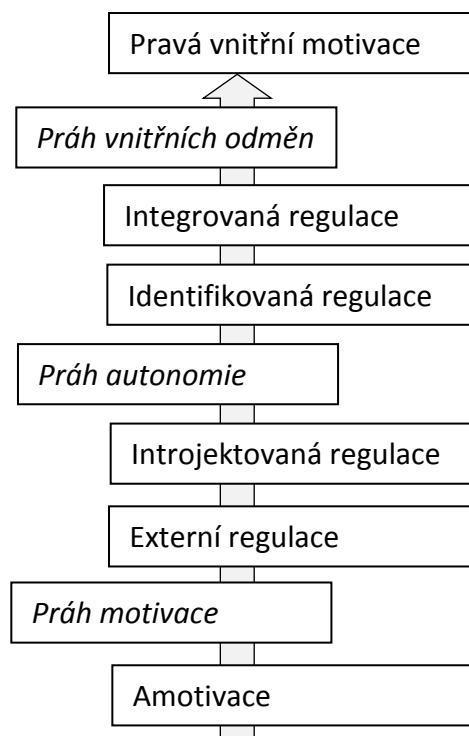 Pravá vnitřní motivace
Práh vnitřních odměn
Integrovaná regulace
Identifikovaná regulace
Práh autonomie
Introjektovaná regulace
Externí regulace
Práh motivace
Amotivace